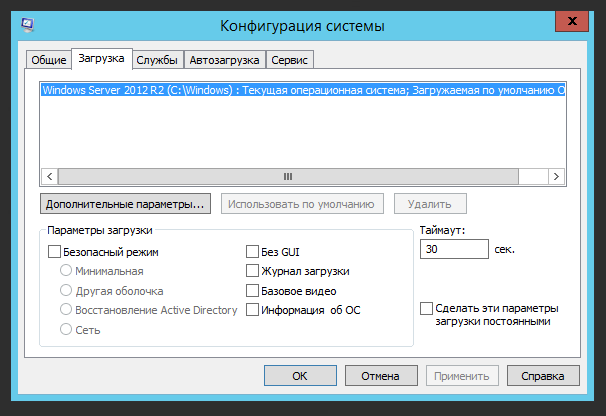 Конфигурация системы
Общие Загрузка Службы Автозагрузка Сервис
Windows Server 2012 R2 (C:\Windows) : Текущая операционная система; Загружаемая по умолчанию О
Дополнительные параметры... Использовать по умолчанию Удалить
Параметры загрузки
Безопасный режим
Минимальная
Другая оболочка
Восстановление Active Directory
Сеть
Без GUI
Журнал загрузки
Базовое видео
Информация об ОС
Таймаут:
30 сек.
Сделать эти параметры
загрузки постоянными
ОК Отмена Применить Справка